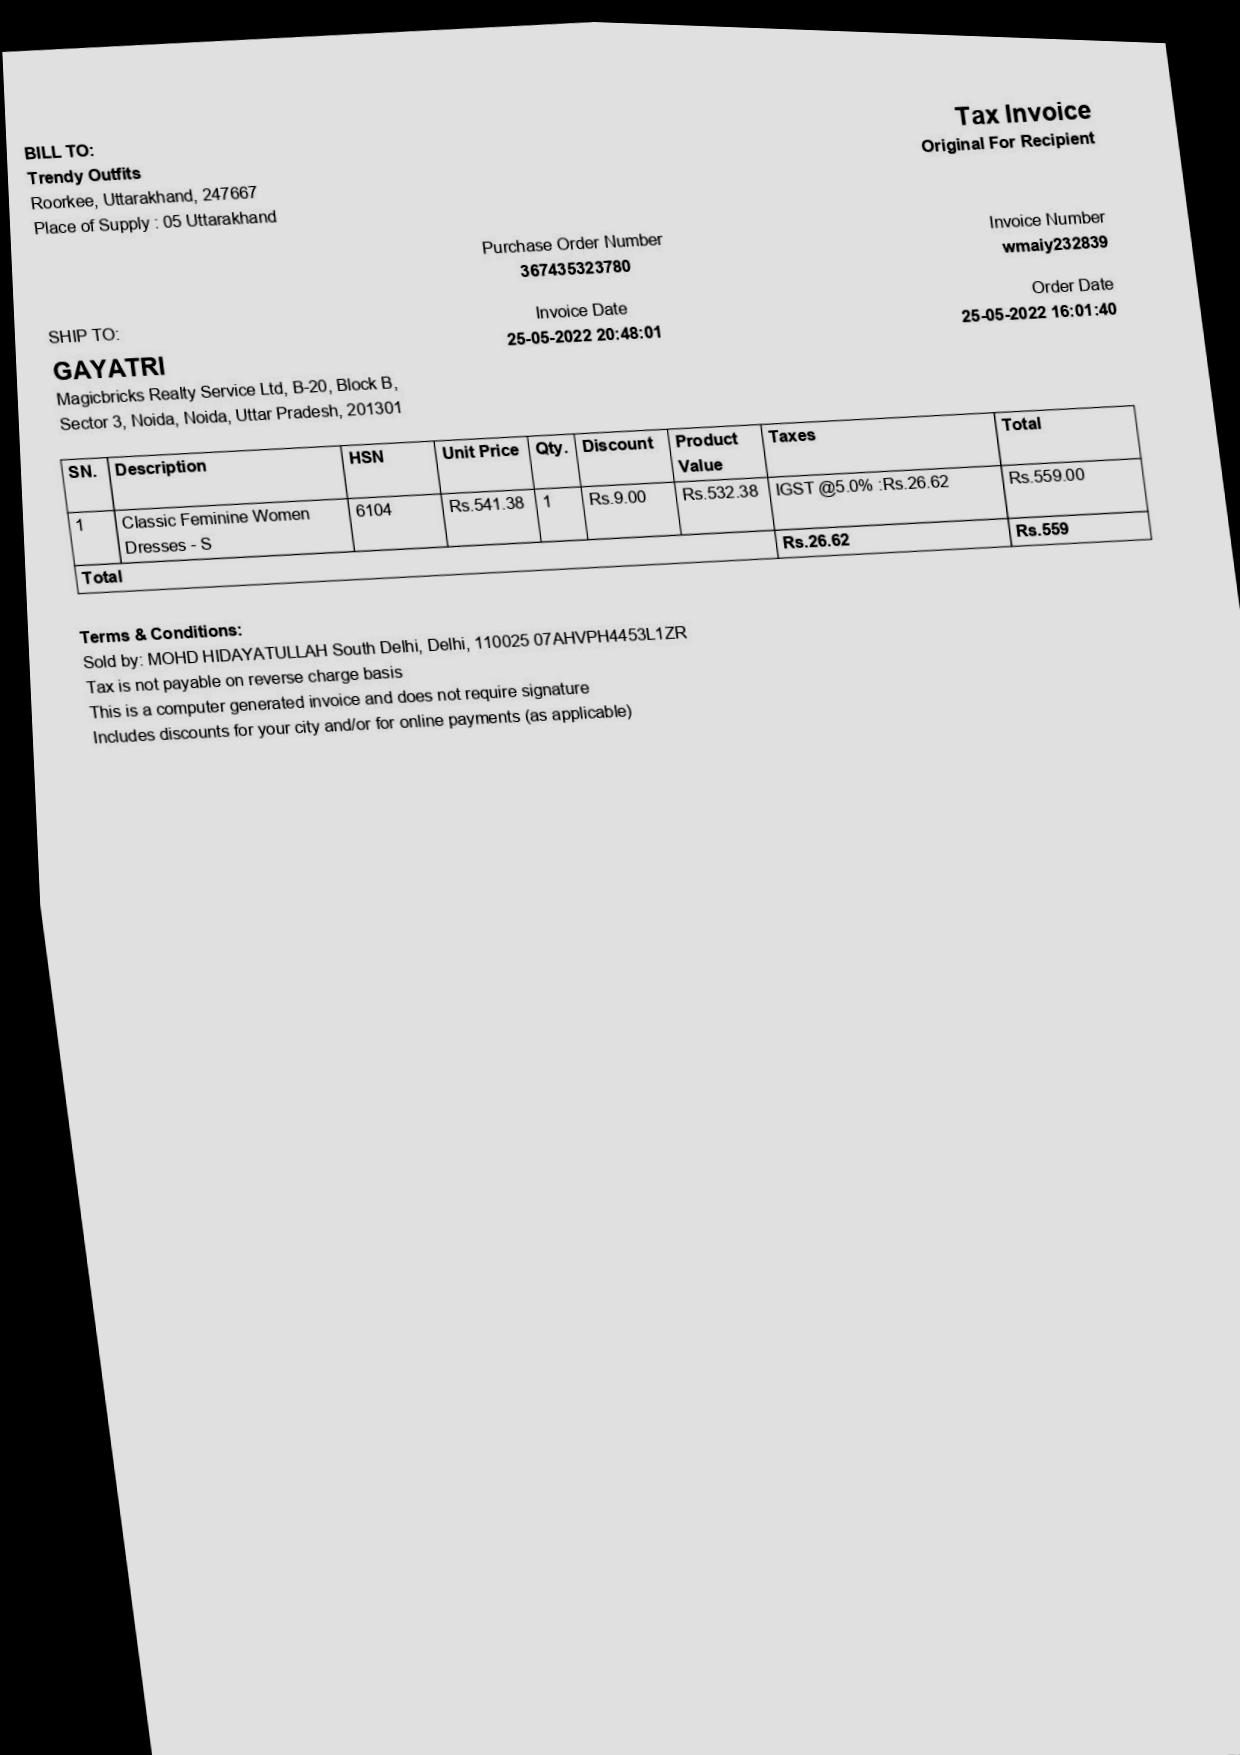 Tax Invoice
Original For Recipient
BILL TO:
Trendy Outfits
Roorkee, Uttarakhand, 247667
Place of Supply : 05 Uttarakhand
Purchase Order Number
367435323780
Invoice Number
wmaiy232839
Invoice Date
25-05-2022 20:48:01
Order Date
25-05-2022 16:01:40
SHIP TO:
GAYATRI
Magicbricks Realty Service Ltd, B-20, Block B,
Sector 3, Noida, Noida, Uttar Pradesh, 201301
SN. Description HSN Unit Price Qty. Discount Product Value Taxes Total
1 Classic Feminine Women Dresses - S 6104 Rs.541.38 1 Rs.9.00 Rs.532.38 IGST @5.0% :Rs.26.62 Rs.559.00
Total Rs.26.62 Rs.559
Terms & Conditions:
Sold by: MOHD HIDAYATULLAH South Delhi, Delhi, 110025 07AHVPH4453L1ZR
Tax is not payable on reverse charge basis
This is a computer generated invoice and does not require signature
Includes discounts for your city and/or for online payments (as applicable)